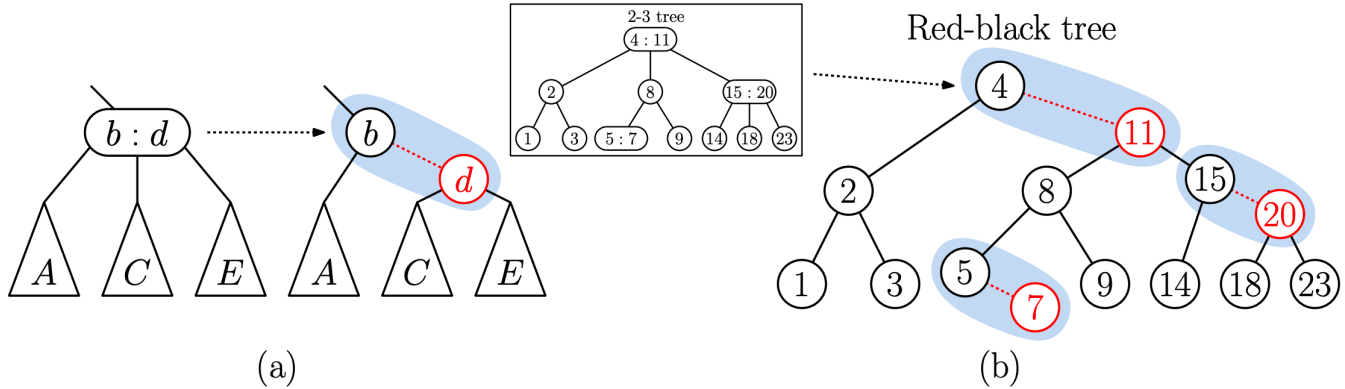 b : d
A C E
b
d
A C E
(a)
2-3 tree
4 : 11
2 8 15 : 20
1 3 5 : 7 9 14 18 23
Red-black tree
4
11
2 8 15
20
1 3 5 9 14 18 23
7
(b)